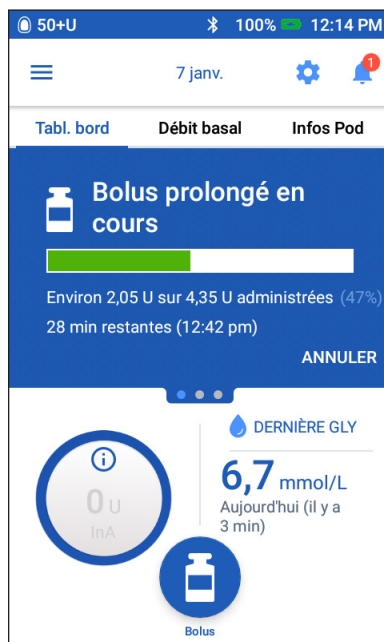 50+U 100% 12:14 PM
7 janv. 1
Tabl. bord Débit basal Infos Pod
Bolus prolongé en
cours
Environ 2,05 U sur 4,35 U administrées (47%)
28 min restantes (12:42 pm)
ANNULER
DERNIÈRE GLY
6,7 mmol/L
Aujourd'hui (il y a
3 min)
0 U
InA
Bolus